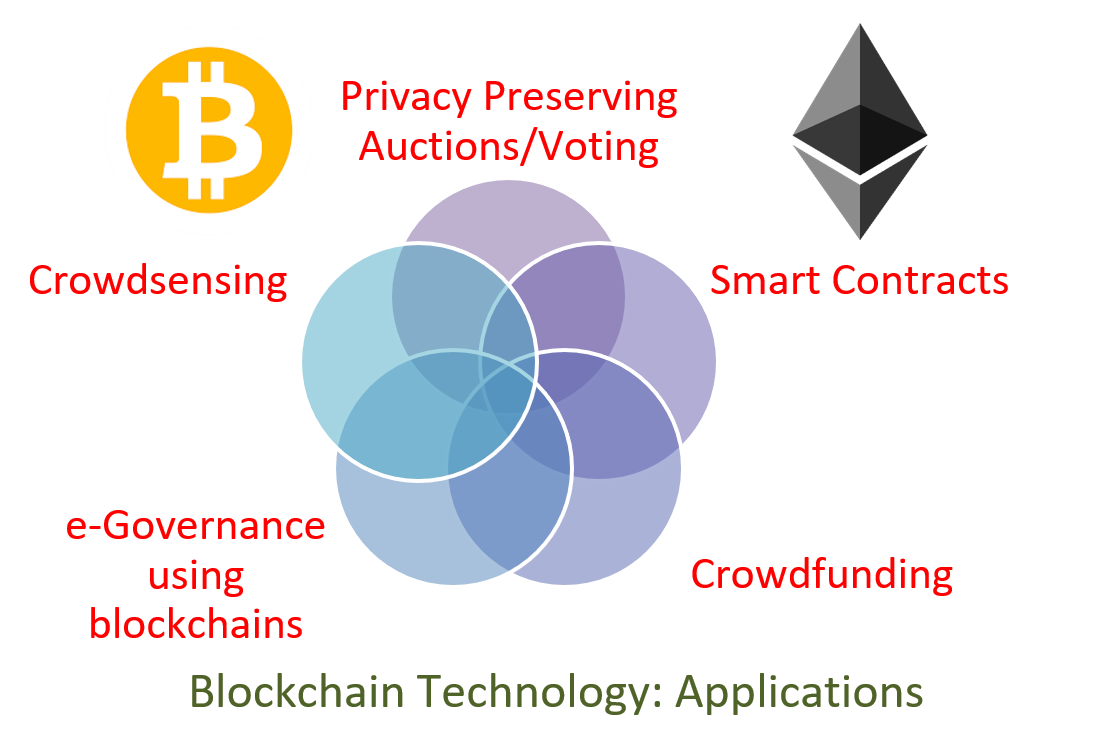 Privacy Preserving
Auctions/Voting
Crowdsensing
Smart Contracts
e-Governance
using
blockchains
Crowdfunding
Blockchain Technology: Applications